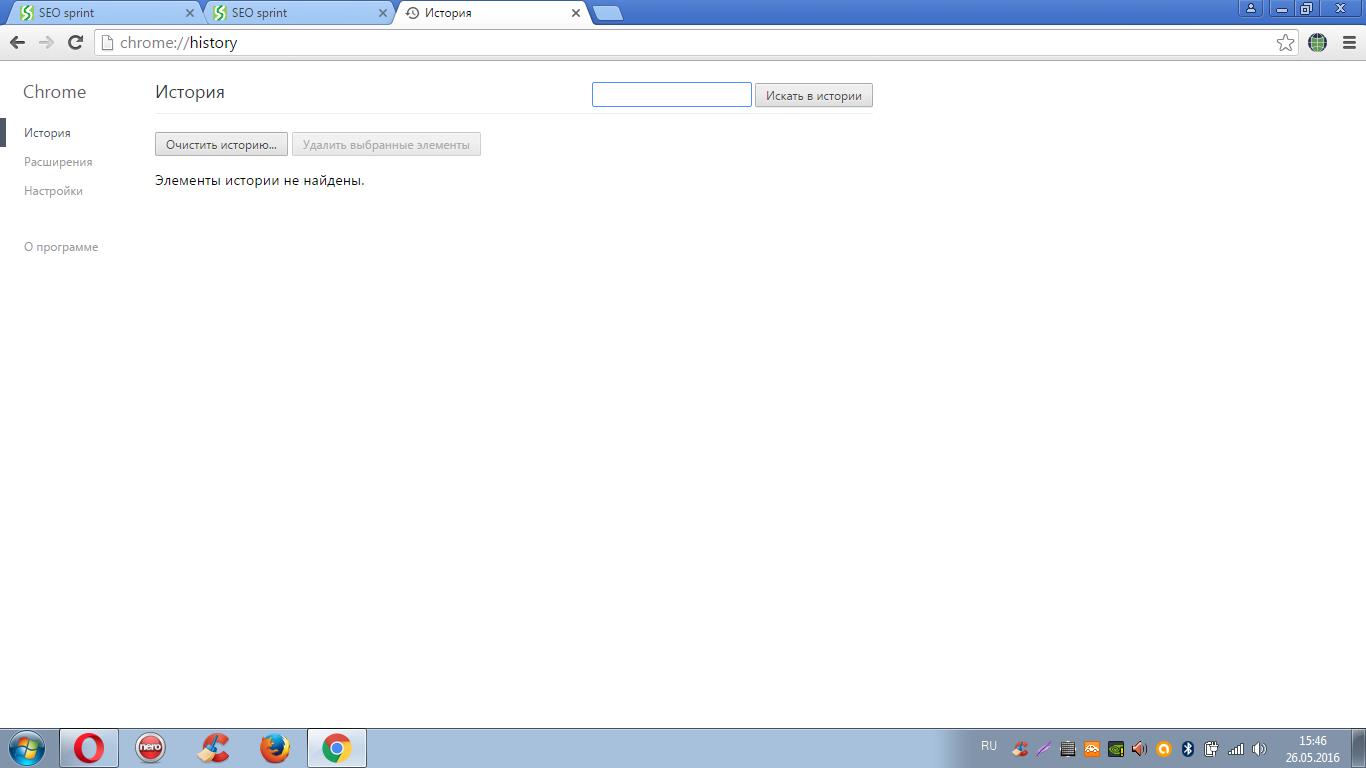 SEO sprint
SEO sprint
История
chrome://history
Chrome
История
Искать в истории
История
Расширения
Настройки
О программе
Очистить историю...
Удалить выбранные элементы
Элементы истории не найдены.
nero
RU
15:46
26.05.2016